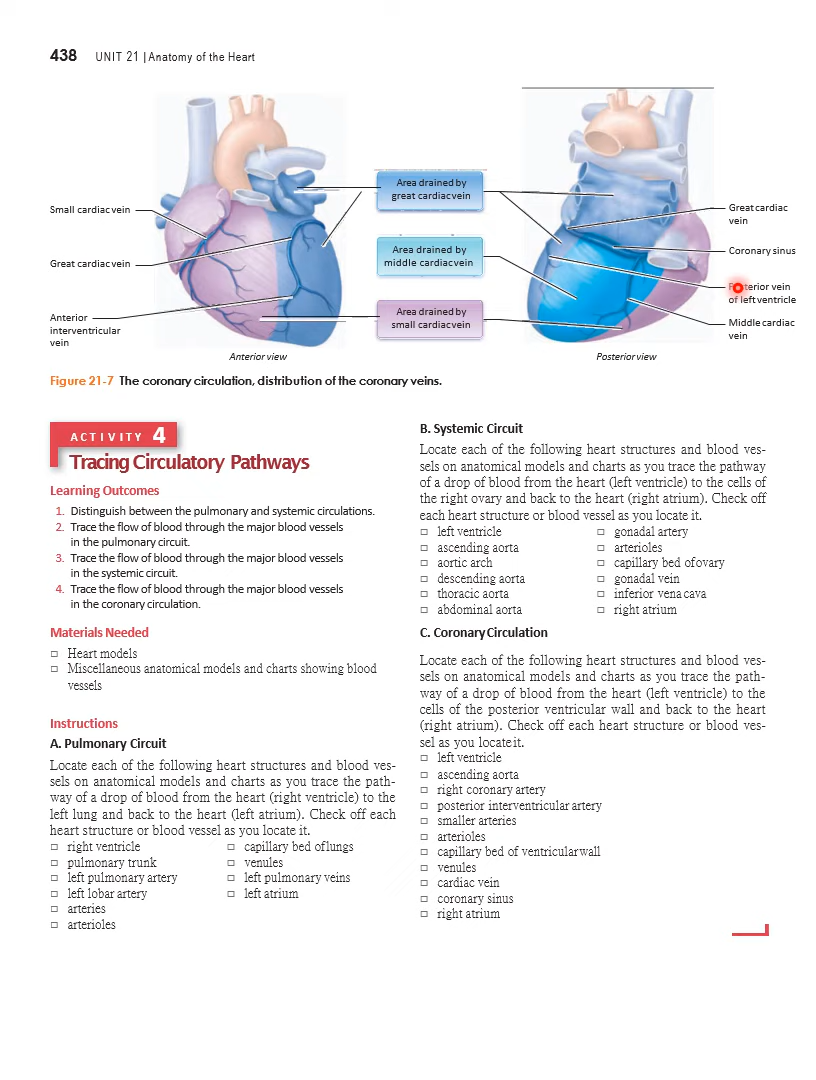 438 UNIT 21 | Anatomy of the Heart
Small cardiac vein
Great cardiac vein
Anterior
interventricular
vein
Area drained by
great cardiac vein
Area drained by
middle cardiac vein
Area drained by
small cardiac vein
Great cardiac
vein
Coronary sinus
of left ventricle
Middle cardiac
vein
Anterior view
Posterior view
Figure 21-7 The coronary circulation, distribution of the coronary veins.
ACTIVITY 4
Tracing Circulatory Pathways
Learning Outcomes
1. Distinguish between the pulmonary and systemic circulations.
2. Trace the flow of blood through the major blood vessels
in the pulmonary circuit.
3. Trace the flow of blood through the major blood vessels
in the systemic circuit.
4. Trace the flow of blood through the major blood vessels
in the coronary circulation.
Materials Needed
□ Heart models
□ Miscellaneous anatomical models and charts showing blood
vessels
Instructions
A. Pulmonary Circuit
Locate each of the following heart structures and blood ves-
sels on anatomical models and charts as you trace the path-
way of a drop of blood from the heart (right ventricle) to the
left lung and back to the heart (left atrium). Check off each
heart structure or blood vessel as you locate it.
□ right ventricle
□ pulmonary trunk
□ left pulmonary artery
□ left lobar artery
□ arteries
□ arterioles
□ capillary bed of lungs
□ venules
□ left pulmonary veins
□ left atrium
B. Systemic Circuit
Locate each of the following heart structures and blood ves-
sels on anatomical models and charts as you trace the pathway
of a drop of blood from the heart (left ventricle) to the cells of
the right ovary and back to the heart (right atrium). Check off
each heart structure or blood vessel as you locate it.
□ left ventricle
□ ascending aorta
□ aortic arch
□ descending aorta
□ thoracic aorta
□ abdominal aorta
□ gonadal artery
□ arterioles
□ capillary bed of ovary
□ gonadal vein
□ inferior vena cava
□ right atrium
C. Coronary Circulation
Locate each of the following heart structures and blood ves-
sels on anatomical models and charts as you trace the path-
way of a drop of blood from the heart (left ventricle) to the
cells of the posterior ventricular wall and back to the heart
(right atrium). Check off each heart structure or blood ves-
sel as you locate it.
□ left ventricle
□ ascending aorta
□ right coronary artery
□ posterior interventricular artery
□ smaller arteries
□ arterioles
□ capillary bed of ventricular wall
□ venules
□ cardiac vein
□ coronary sinus
□ right atrium